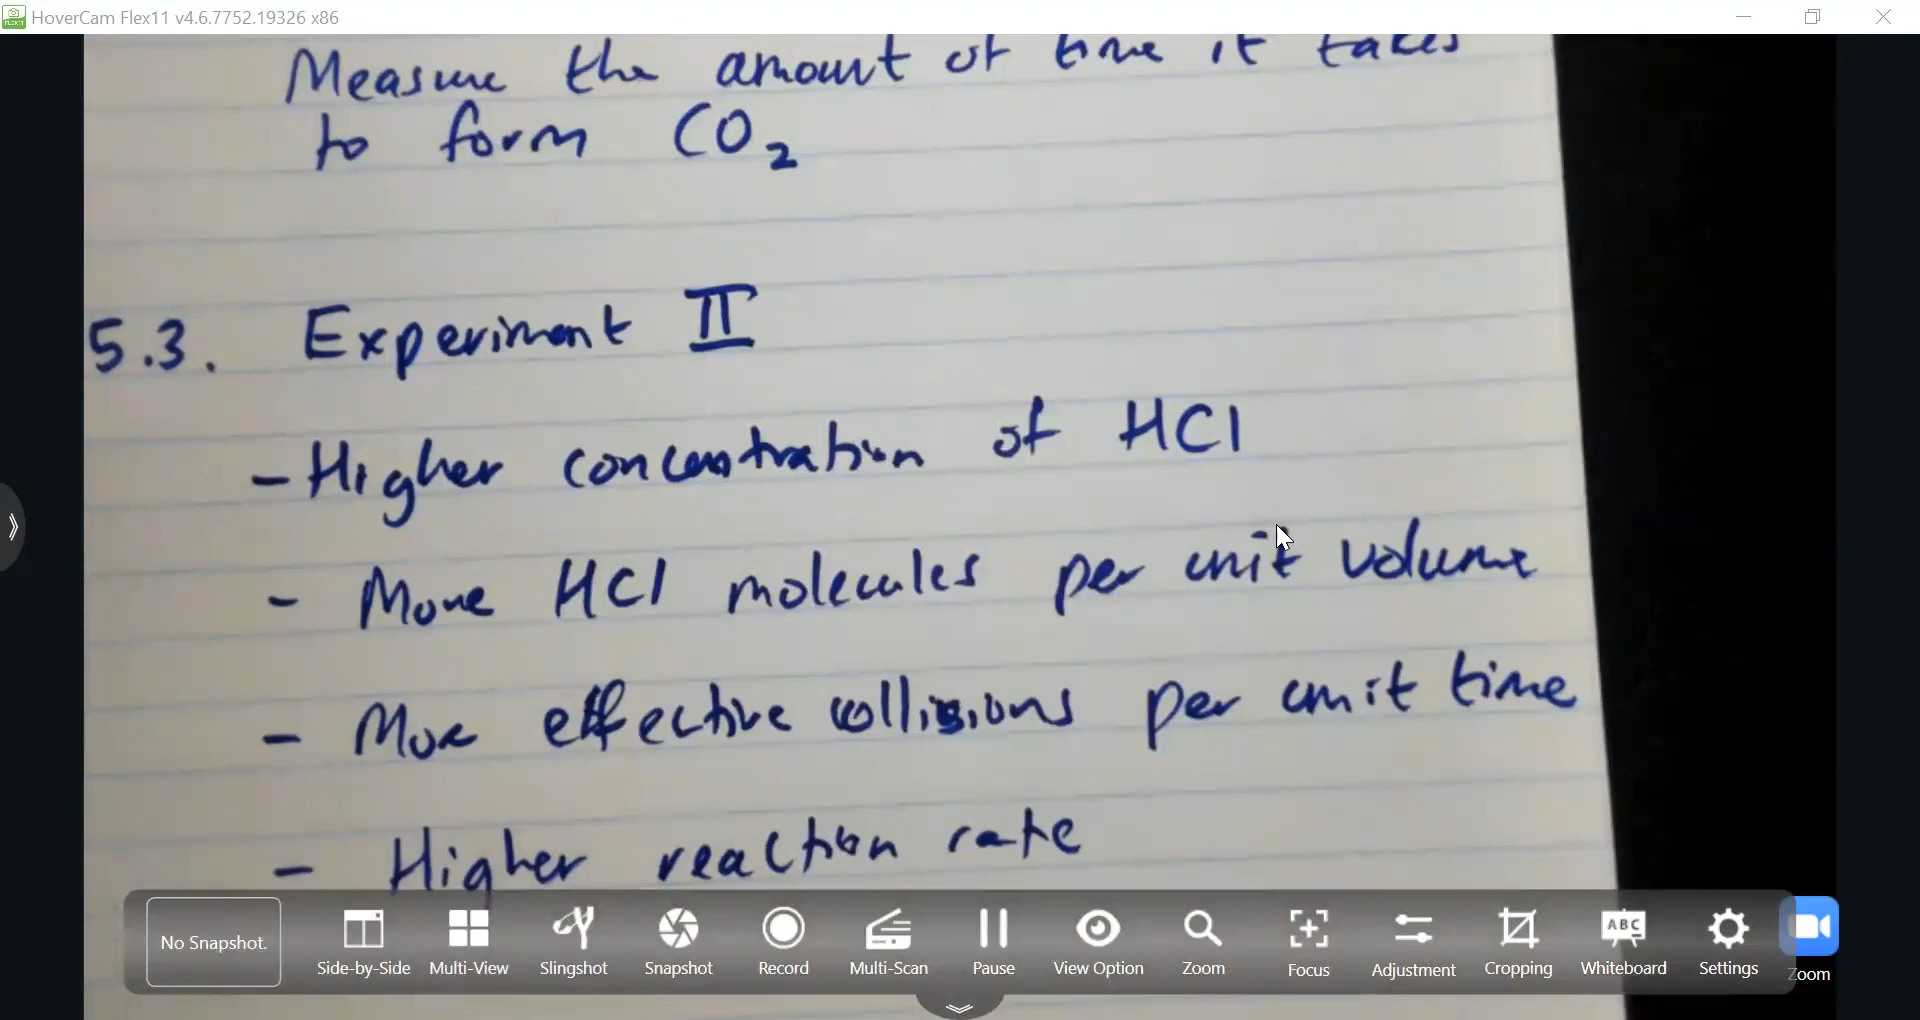 HoverCam Flex11 v4.6.7752.19326 x86
Measure the amount of time it takes
to form CO₂
5.3. Experiment II
- Higher concentration of HCl
- More HCl molecules per unit volume
- More effective collisions per unit time
- Higher reaction rate
No Snapshot.
Side-by-Side Multi-View Slingshot Snapshot Record Multi-Scan Pause View Option Zoom Focus Adjustment Cropping ABC Whiteboard Settings Zoom